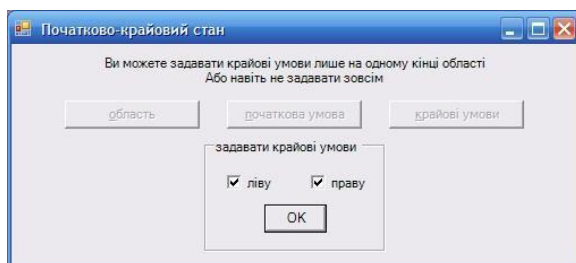 Початково-крайовий стан
Ви можете задавати крайові умови лише на одному кінці області
Або навіть не задавати зовсім
область
початкова умова
крайові умови
задавати крайові умови
ліву
праву
OK